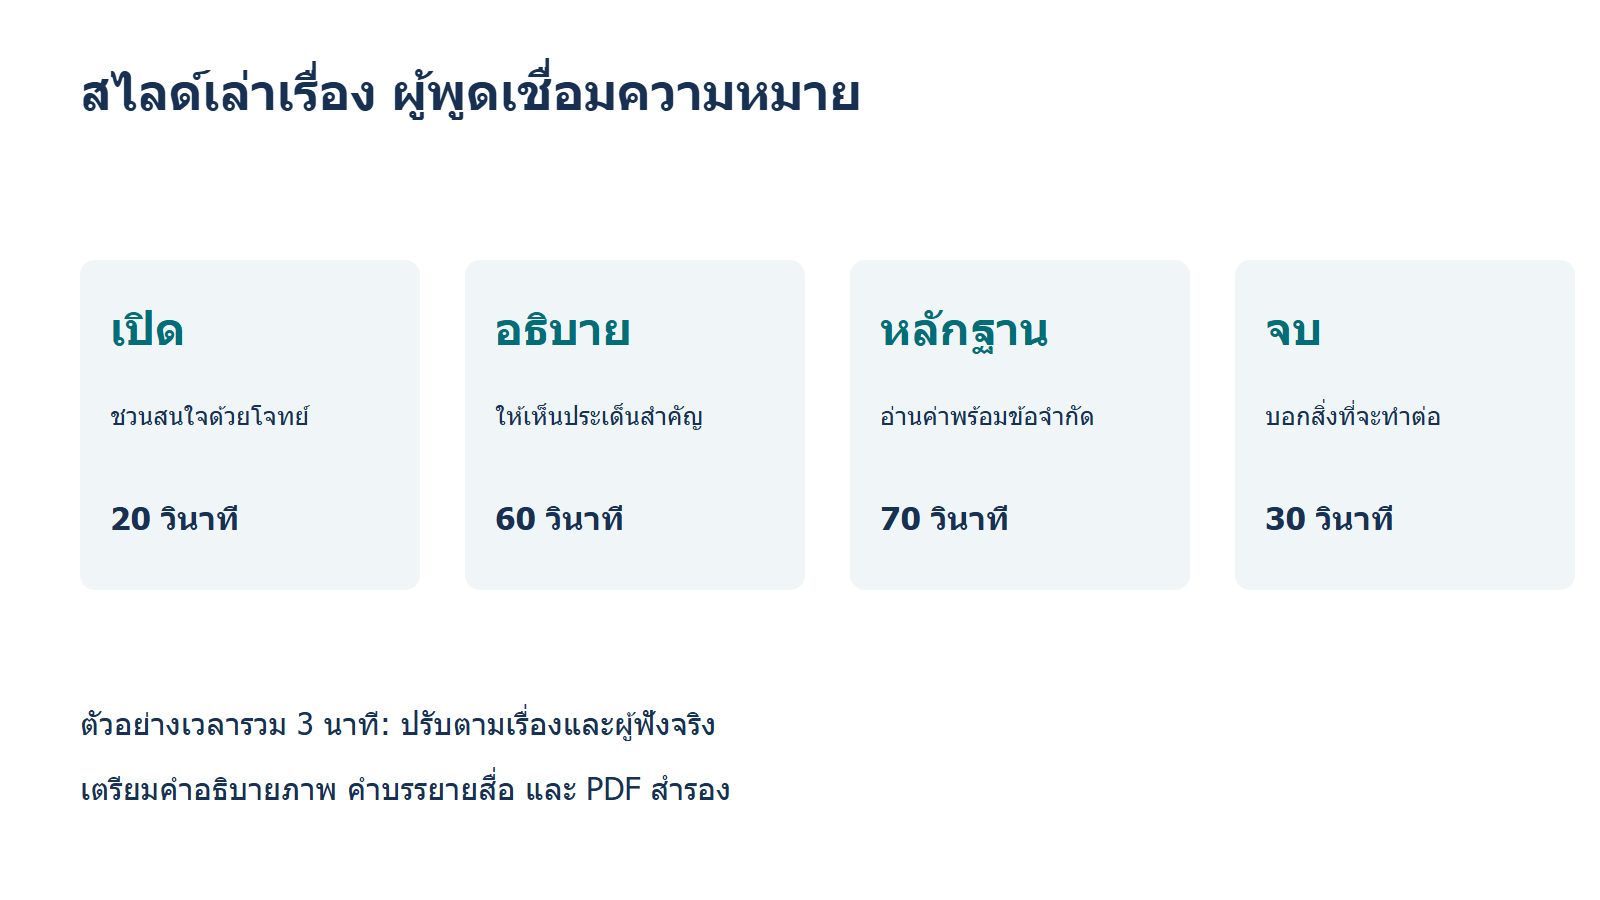 สไลด์เล่าเรื่อง ผู้พูดเชื่อมความหมาย
เปิด
ชวนสนใจด้วยโจทย์
20 วินาที
อธิบาย
ให้เห็นประเด็นสำคัญ
60 วินาที
หลักฐาน
อ่านค่าพร้อมข้อจำกัด
70 วินาที
จบ
บอกสิ่งที่จะทำต่อ
30 วินาที
ตัวอย่างเวลารวม 3 นาที: ปรับตามเรื่องและผู้ฟังจริง
เตรียมคำอธิบายภาพ คำบรรยายสื่อ และ PDF สำรอง